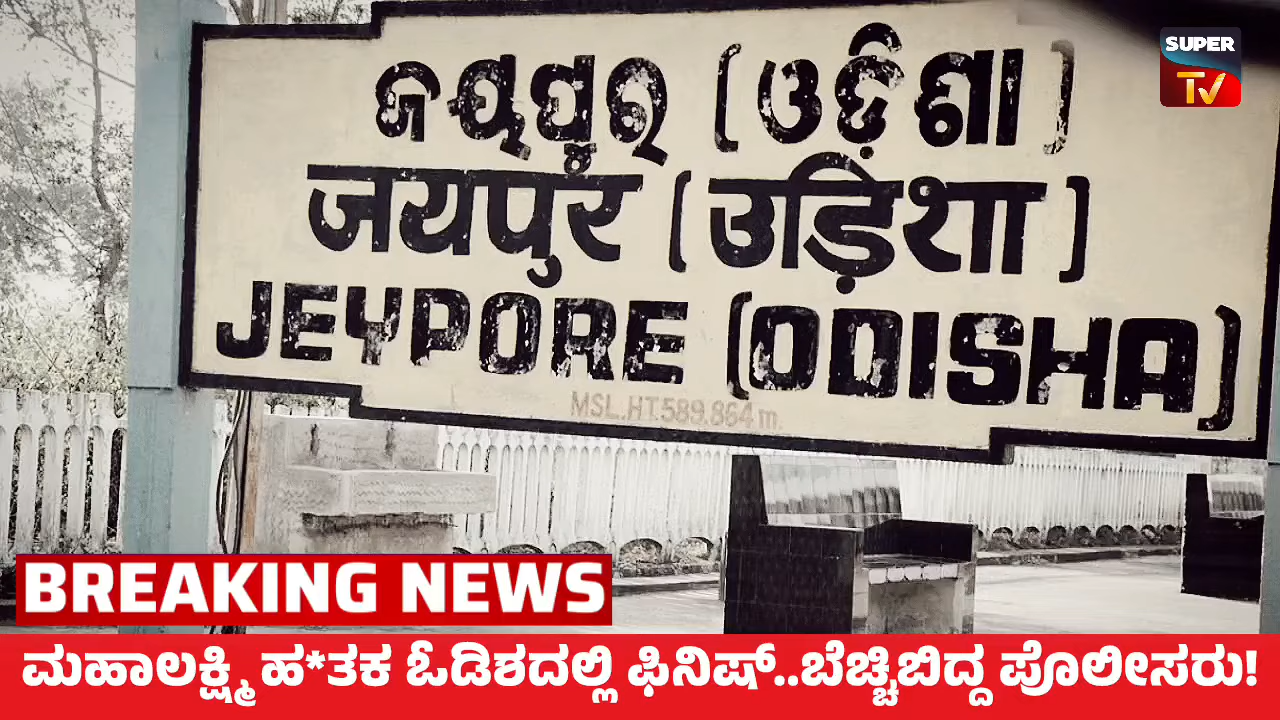 SUPER
TV
ଜୟପୁର (ଓଡ଼ିଶା)
जयपुर (उड़िशा)
JEYPORE (ODISHA)
MSL.HT.589.864m.
BREAKING NEWS
ಮಹಾಲಕ್ಷ್ಮಿ ಹ*ತಕ ಓಡಿಶದಲ್ಲಿ ಫಿನಿಷ್..ಬೆಚ್ಚಿಬಿದ್ದ ಪೊಲೀಸರು!